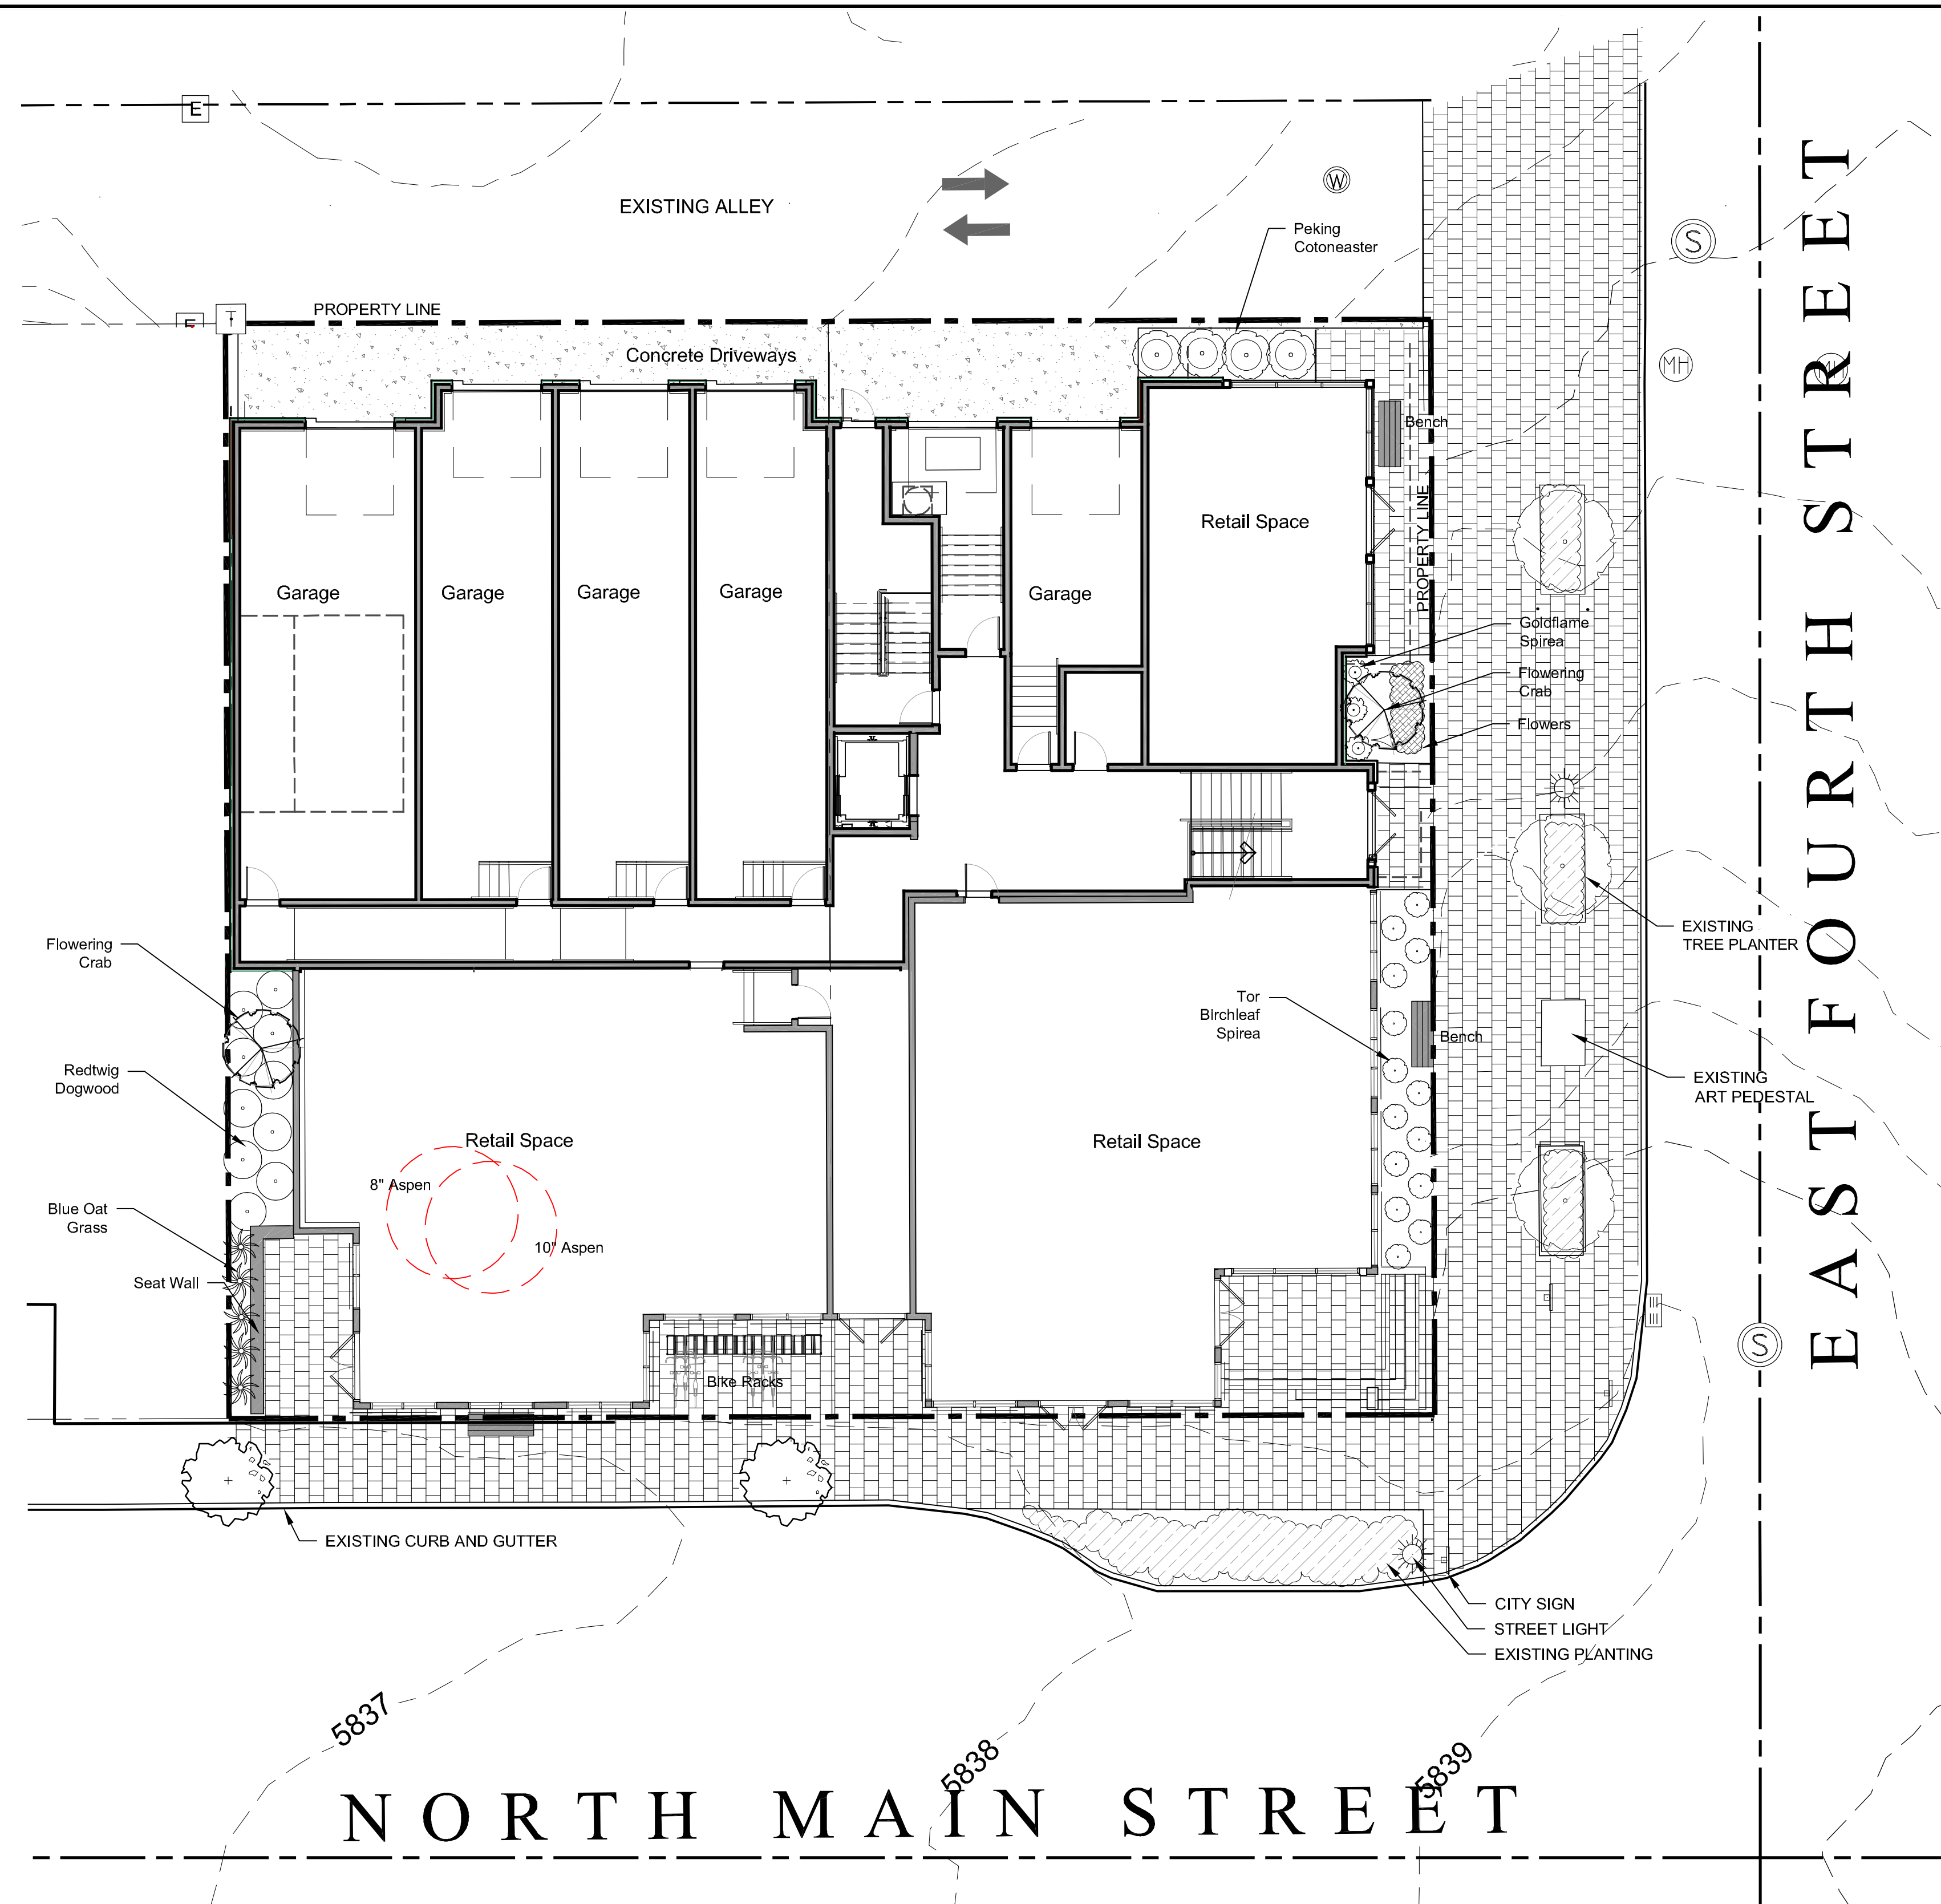 E
EXISTING ALLEY
W
S
Peking
Cotoneaster
PROPERTY LINE
E
T
Concrete Driveways
MH
MH
Bench
PROPERTY LINE
Retail Space
Garage
Garage
Garage
Garage
Garage
Goldflame
Spirea
Flowering
Crab
Flowers
EXISTING
TREE PLANTER
Flowering
Crab
Tor
Birchleaf
Spirea
Bench
Redtwig
Dogwood
EXISTING
ART PEDESTAL
Retail Space
Retail Space
8" Aspen
10" Aspen
Blue Oat
Grass
Seat Wall
S
Bike Racks
EXISTING CURB AND GUTTER
CITY SIGN
STREET LIGHT
EXISTING PLANTING
5837
5838
5839
NORTH MAIN STREET
EAST FOURTH STREET